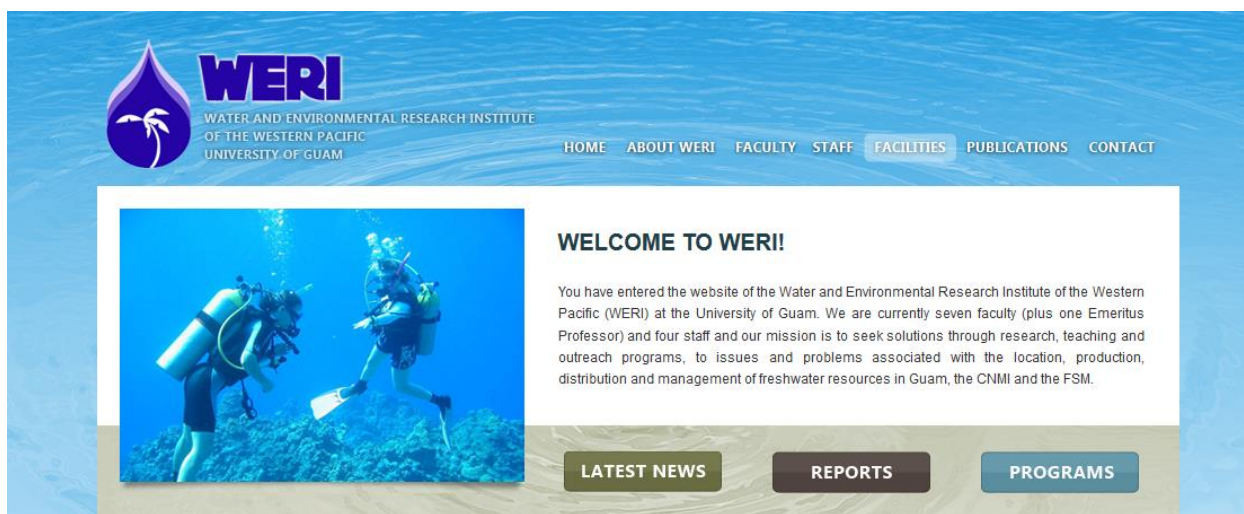 WERI
WATER AND ENVIRONMENTAL RESEARCH INSTITUTE
OF THE WESTERN PACIFIC
UNIVERSITY OF GUAM
HOME ABOUT WERI FACULTY STAFF FACILITIES PUBLICATIONS CONTACT
WELCOME TO WERI!
You have entered the website of the Water and Environmental Research Institute of the Western
Pacific (WERI) at the University of Guam. We are currently seven faculty (plus one Emeritus
Professor) and four staff and our mission is to seek solutions through research, teaching and
outreach programs, to issues and problems associated with the location, production,
distribution and management of freshwater resources in Guam, the CNMI and the FSM.
LATEST NEWS REPORTS PROGRAMS